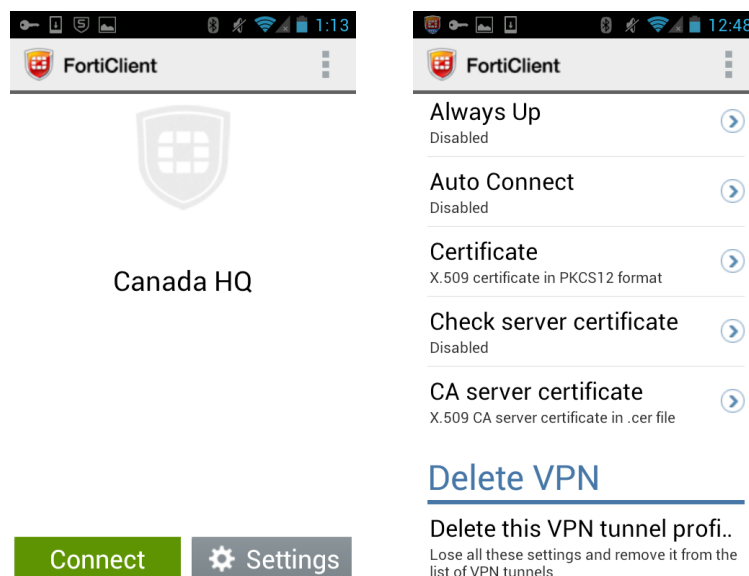 5
1:13
FortiClient
Canada HQ
Connect
Settings
12:48
FortiClient
Always Up
Disabled
Auto Connect
Disabled
Certificate
X.509 certificate in PKCS12 format
Check server certificate
Disabled
CA server certificate
X.509 CA server certificate in .cer file
Delete VPN
Delete this VPN tunnel profi..
Lose all these settings and remove it from the
list of VPN tunnels